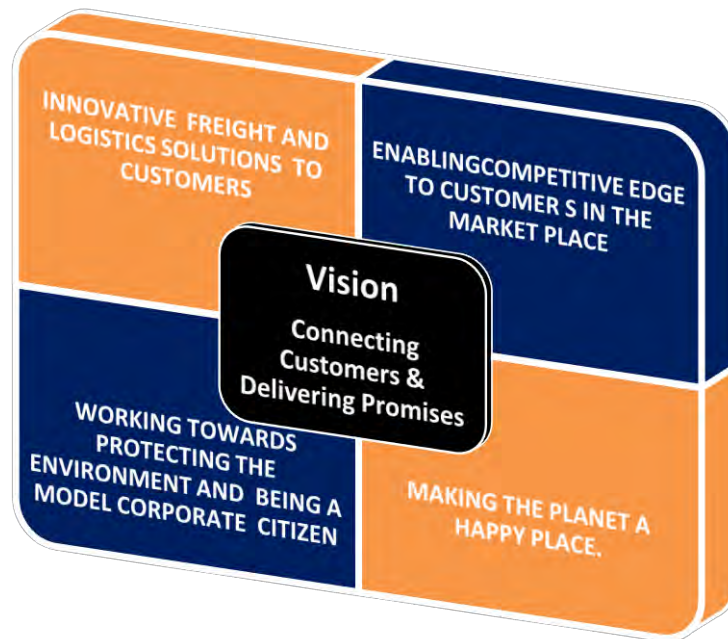 INNOVATIVE FREIGHT AND
LOGISTICS SOLUTIONS TO
CUSTOMERS
ENABLINGCOMPETITIVE EDGE
TO CUSTOMER S IN THE
MARKET PLACE
Vision
Connecting
Customers &
Delivering Promises
WORKING TOWARDS
PROTECTING THE
ENVIRONMENT AND BEING A
MODEL CORPORATE CITIZEN
MAKING THE PLANET A
HAPPY PLACE.